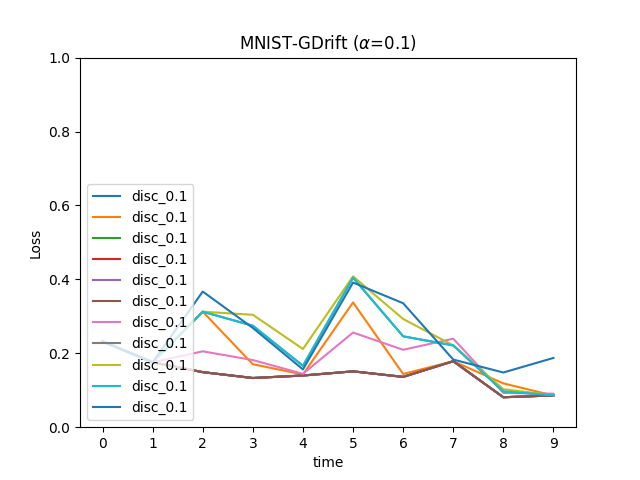 MNIST-GDrift (α=0.1)
1.0
0.8
0.6
0.4
0.2
0.0
Loss
disc_0.1
disc_0.1
disc_0.1
disc_0.1
disc_0.1
disc_0.1
disc_0.1
disc_0.1
disc_0.1
disc_0.1
disc_0.1
0 1 2 3 4 5 6 7 8 9
time